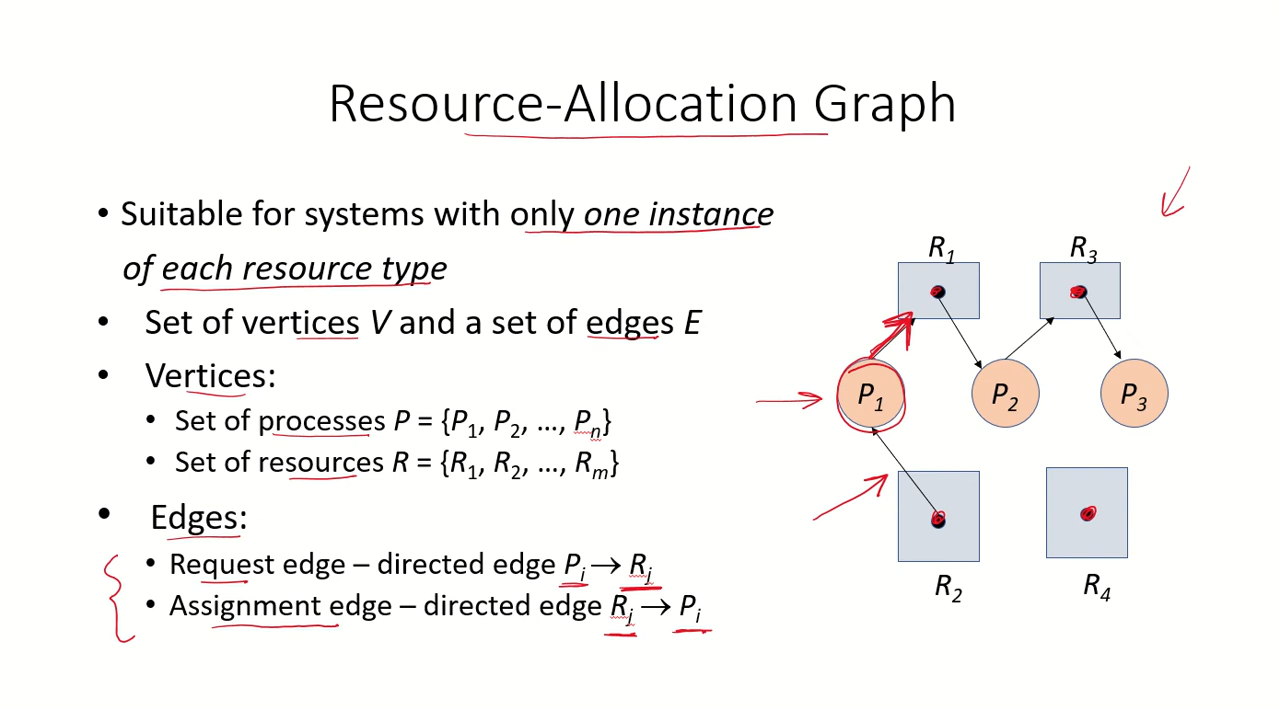 Resource-Allocation Graph
• Suitable for systems with only one instance
of each resource type
• Set of vertices V and a set of edges E
• Vertices:
• Set of processes P = {P1, P2, …, Pn}
• Set of resources R = {R1, R2, …, Rm}
• Edges:
• Request edge – directed edge Pi → Rj
• Assignment edge – directed edge Rj → Pi
R1
R3
P1
P2
P3
R2
R4